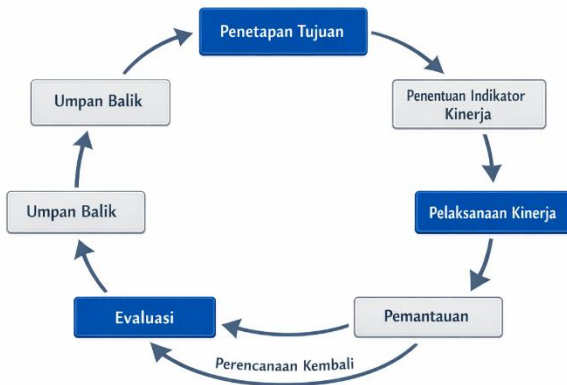 Penetapan Tujuan
Penentuan Indikator
Kinerja
Pelaksanaan Kinerja
Pemantauan
Perencanaan Kembali
Evaluasi
Umpan Balik
Umpan Balik